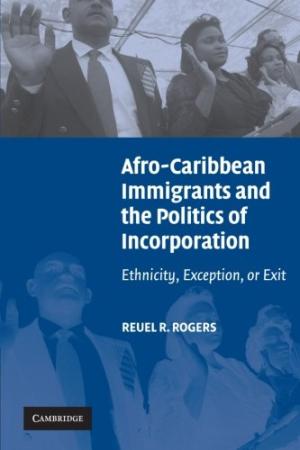 Afro-Caribbean
Immigrants and
the Politics of
Incorporation
Ethnicity, Exception, or Exit
REUEL R. ROGERS
CAMBRIDGE